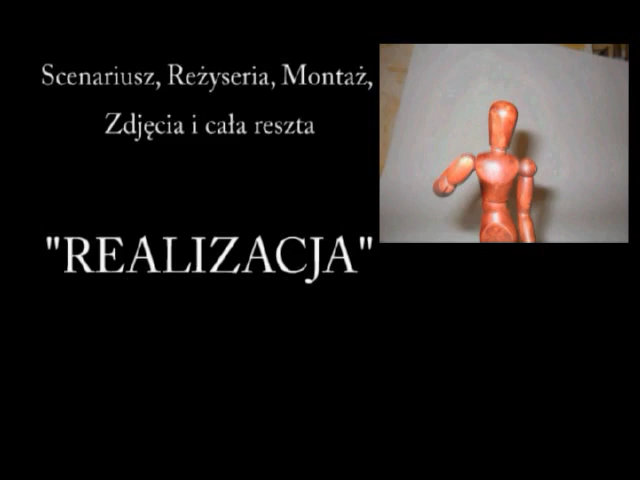 Scenariusz, Reżyseria, Montaż,
Zdjęcia i cała reszta
"REALIZACJA"